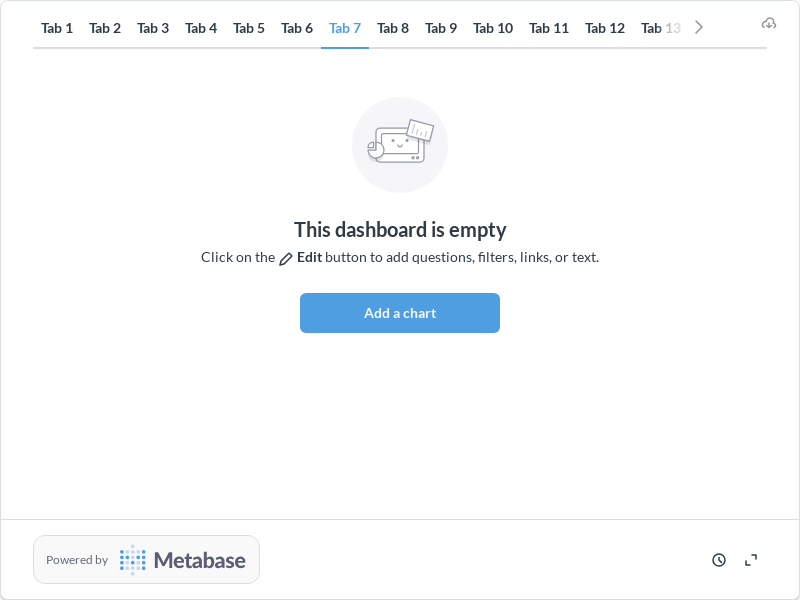 Tab 1 Tab 2 Tab 3 Tab 4 Tab 5 Tab 6 Tab 7 Tab 8 Tab 9 Tab 10 Tab 11 Tab 12 Tab 13
This dashboard is empty
Click on the Edit button to add questions, filters, links, or text.
Add a chart
Powered by Metabase